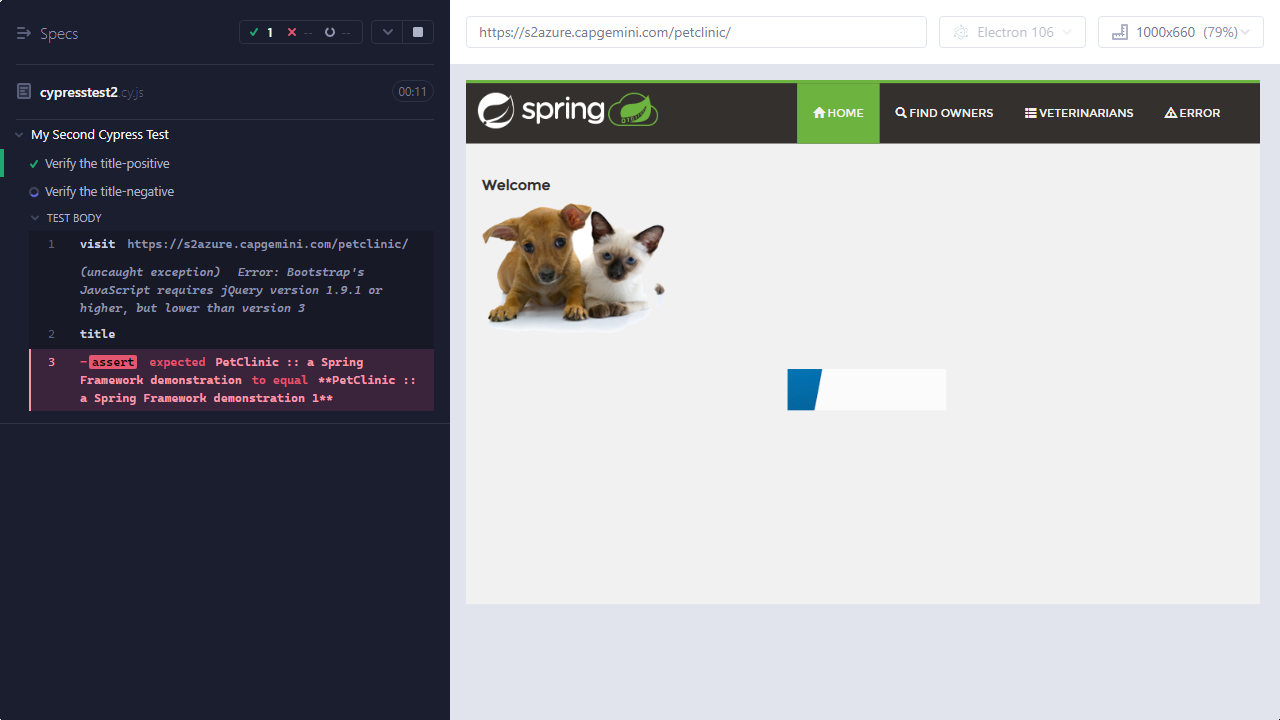 Specs
1
--
--
cypresstest2.cy.js
00:11
My Second Cypress Test
Verify the title-positive
Verify the title-negative
TEST BODY
1 visit https://s2azure.capgemini.com/petclinic/
(uncaught exception) Error: Bootstrap's
JavaScript requires jQuery version 1.9.1 or
higher, but lower than version 3
2 title
3 -assert expected PetClinic :: a Spring
Framework demonstration to equal **PetClinic ::
a Spring Framework demonstration 1**
https://s2azure.capgemini.com/petclinic/
Electron 106
1000x660 (79%)
spring
HOME
FIND OWNERS
VETERINARIANS
ERROR
Welcome